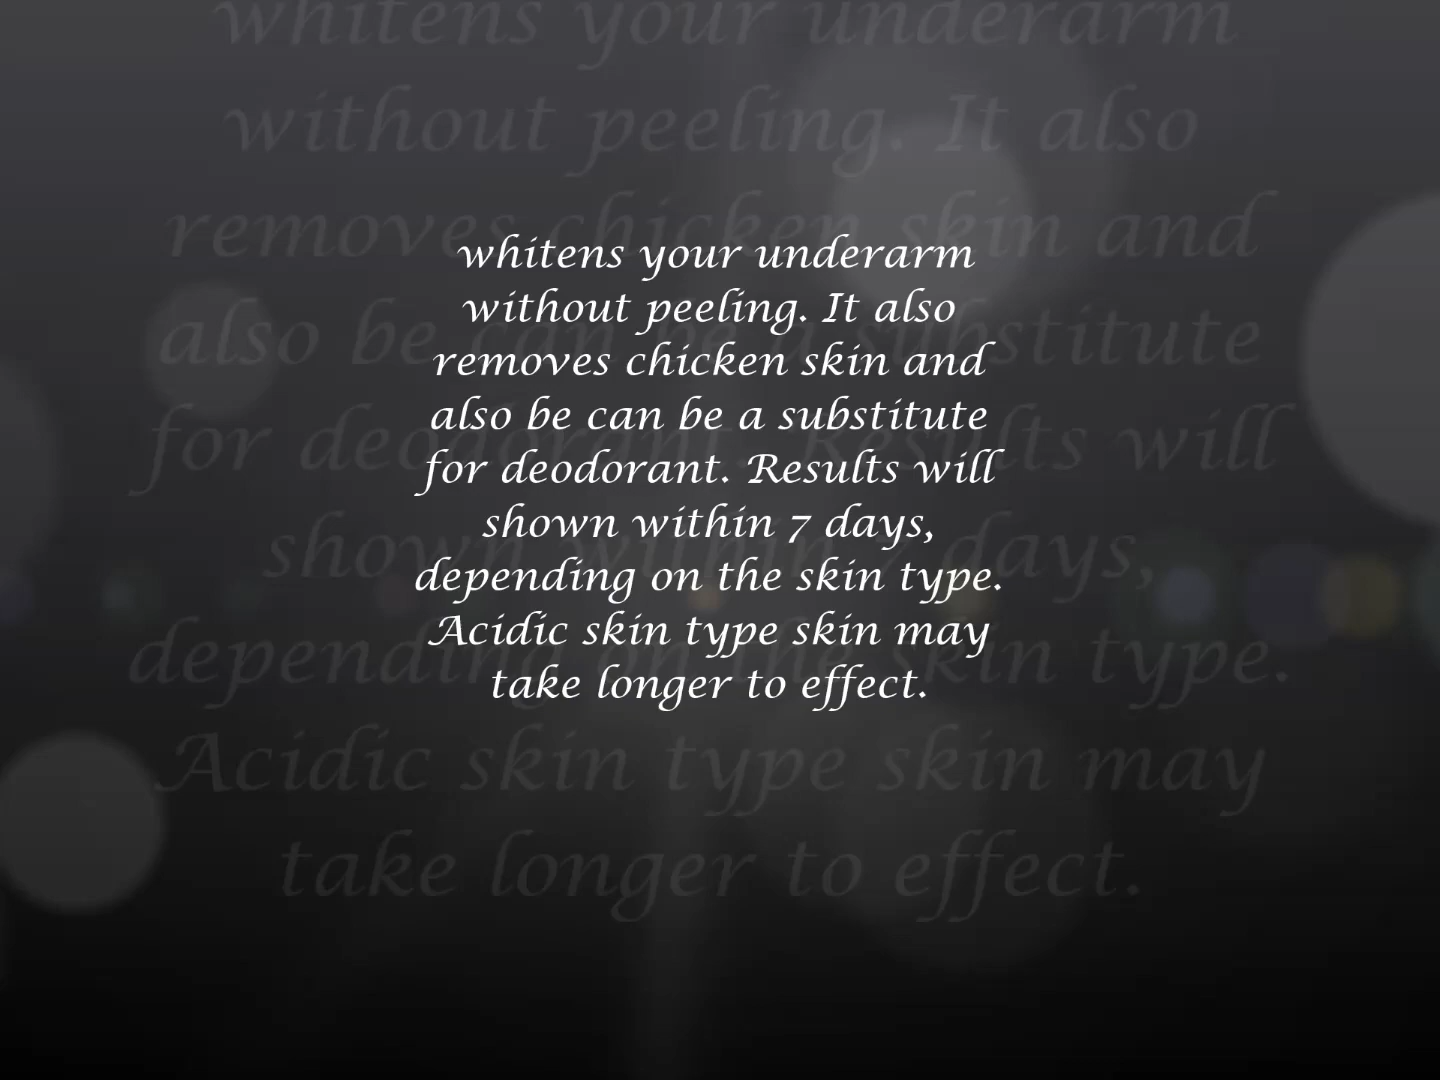 whitens your underarm
without peeling. It also
removes chicken skin and
also be can be a substitute
for deodorant. Results will
shown within 7 days,
depending on the skin type.
Acidic skin type skin may
take longer to effect.